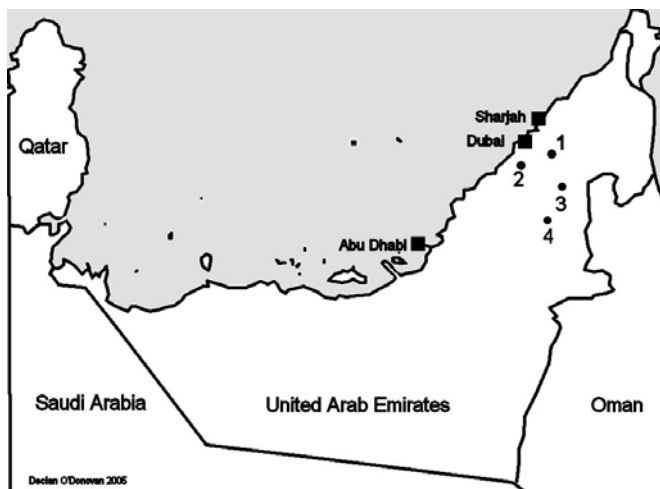 Sharjah
Qatar
Dubai
1
2
3
4
Abu Dhabi
Saudi Arabia
United Arab Emirates
Oman
Declan O'Donovan 2005